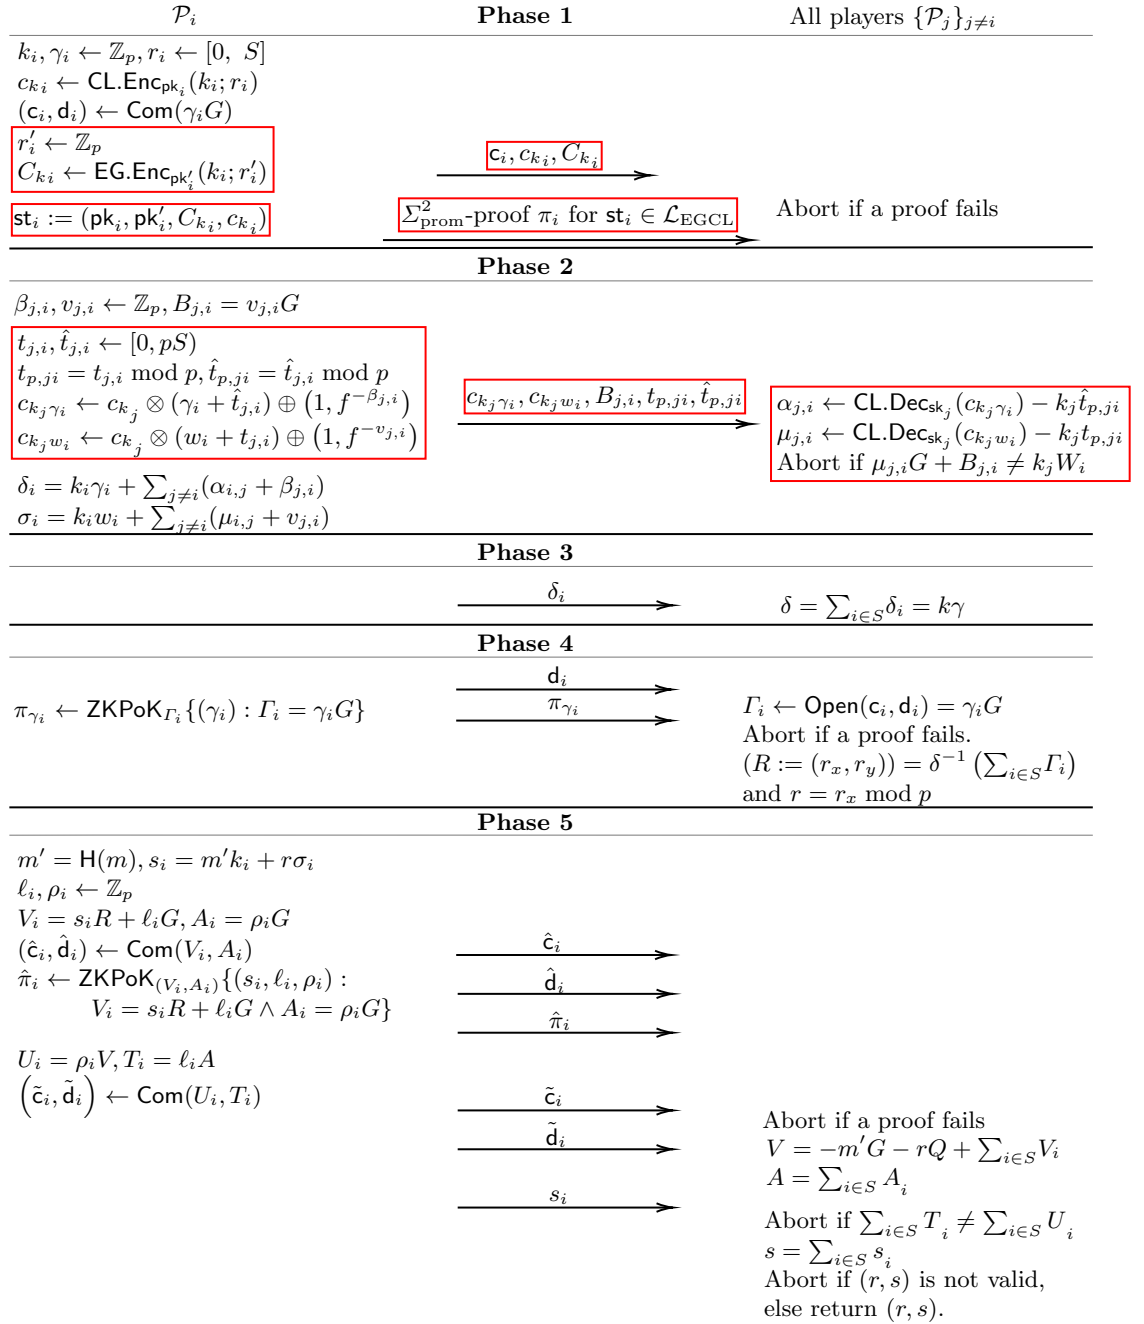 𝒫_i Phase 1 All players {𝒫_j}_{j≠i}
k_i, γ_i ← ℤ_p, r_i ← [0, S]
c_{k_i} ← CL.Enc_{pk_i}(k_i; r_i)
(c_i, d_i) ← Com(γ_i G)
r′_i ← ℤ_p
C_{k_i} ← EG.Enc_{pk′_i}(k_i; r′_i)
c_i, c_{k_i}, C_{k_i}
st_i := (pk_i, pk′_i, C_{k_i}, c_{k_i})
Σ²_prom-proof π_i for st_i ∈ ℒ_EGCL
Abort if a proof fails
Phase 2
β_{j,i}, ν_{j,i} ← ℤ_p, B_{j,i} = ν_{j,i}G
t_{j,i}, t̂_{j,i} ← [0, pS)
t_{p,ji} = t_{j,i} mod p, t̂_{p,ji} = t̂_{j,i} mod p
c_{k_jγ_i} ← c_{k_j} ⊗ (γ_i + t̂_{j,i}) ⊕ (1, f^{−β_{j,i}})
c_{k_jw_i} ← c_{k_j} ⊗ (w_i + t_{j,i}) ⊕ (1, f^{−ν_{j,i}})
c_{k_jγ_i}, c_{k_jw_i}, B_{j,i}, t_{p,ji}, t̂_{p,ji}
α_{j,i} ← CL.Dec_{sk_j}(c_{k_jγ_i}) − k_j t̂_{p,ji}
μ_{j,i} ← CL.Dec_{sk_j}(c_{k_jw_i}) − k_j t_{p,ji}
Abort if μ_{j,i}G + B_{j,i} ≠ k_jW_i
δ_i = k_iγ_i + ∑_{j≠i}(α_{i,j} + β_{j,i})
σ_i = k_iw_i + ∑_{j≠i}(μ_{i,j} + ν_{j,i})
Phase 3
δ_i
δ = ∑_{i∈S} δ_i = kγ
Phase 4
d_i
π_{γ_i} ← ZKPoK_{Γ_i}{(γ_i) : Γ_i = γ_iG}
π_{γ_i}
Γ_i ← Open(c_i, d_i) = γ_iG
Abort if a proof fails.
(R := (r_x, r_y)) = δ^{−1} (∑_{i∈S} Γ_i)
and r = r_x mod p
Phase 5
m′ = H(m), s_i = m′k_i + rσ_i
ℓ_i, ρ_i ← ℤ_p
V_i = s_iR + ℓ_iG, A_i = ρ_iG
(ĉ_i, d̂_i) ← Com(V_i, A_i)
ĉ_i
π̂_i ← ZKPoK_{(V_i,A_i)}{(s_i, ℓ_i, ρ_i) :
d̂_i
V_i = s_iR + ℓ_iG ∧ A_i = ρ_iG}
π̂_i
U_i = ρ_iV, T_i = ℓ_iA
(c̃_i, d̃_i) ← Com(U_i, T_i)
c̃_i
d̃_i
s_i
Abort if a proof fails
V = −m′G − rQ + ∑_{i∈S} V_i
A = ∑_{i∈S} A_i
Abort if ∑_{i∈S} T_i ≠ ∑_{i∈S} U_i
s = ∑_{i∈S} s_i
Abort if (r, s) is not valid,
else return (r, s).